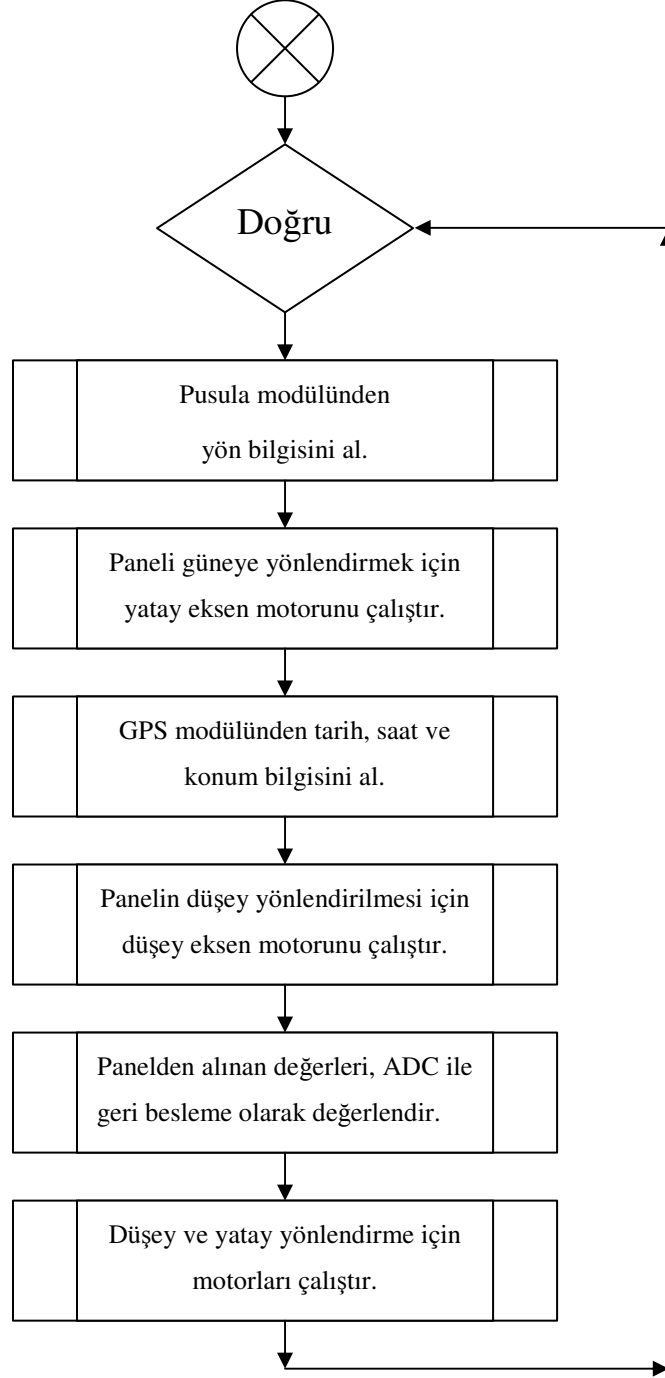 Doğru
Pusula modülünden
yön bilgisini al.
Paneli güneye yönlendirmek için
yatay eksen motorunu çalıştır.
GPS modülünden tarih, saat ve
konum bilgisini al.
Panelin düşey yönlendirilmesi için
düşey eksen motorunu çalıştır.
Panelden alınan değerleri, ADC ile
geri besleme olarak değerlendir.
Düşey ve yatay yönlendirme için
motorları çalıştır.